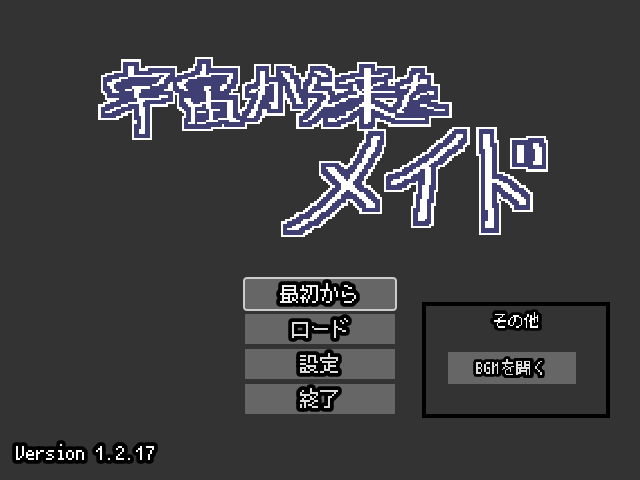 宇宙から来た
メイド
最初から
ロード
設定
終了
その他
BGMを聞く
Version 1.2.17